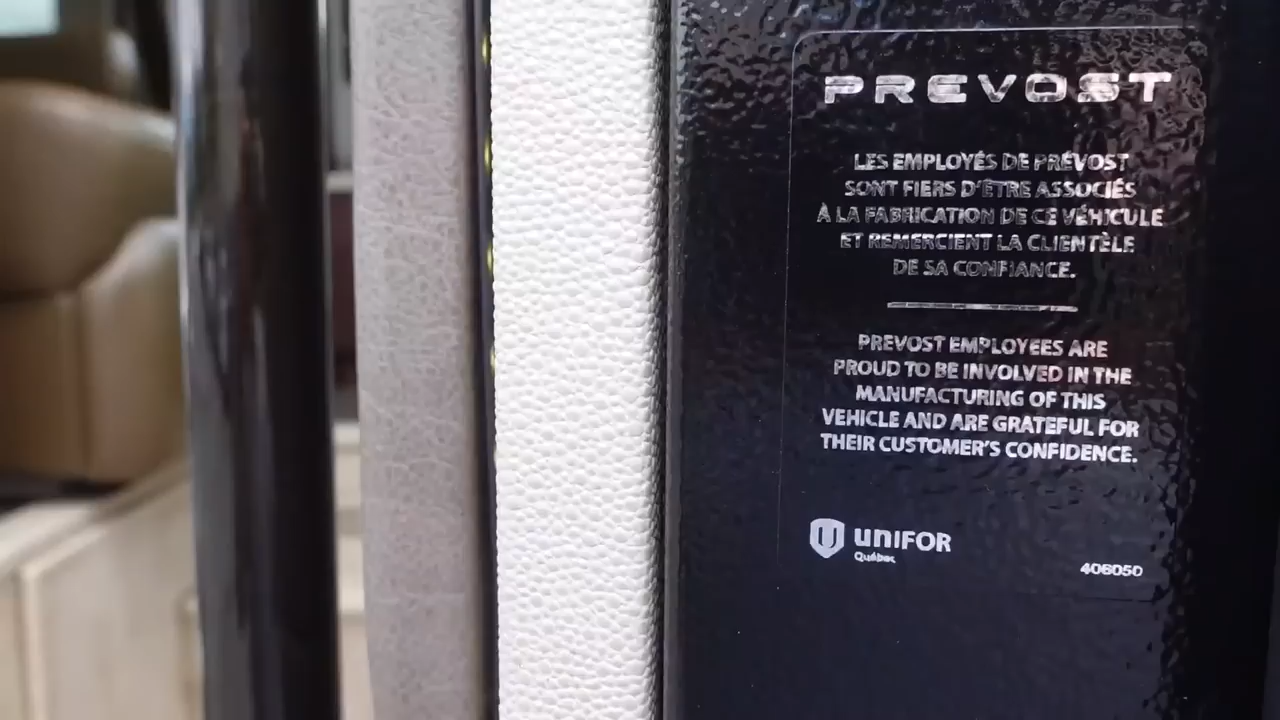 PREVOST
LES EMPLOYÉS DE PRÉVOST
SONT FIERS D'ÊTRE ASSOCIÉS
À LA FABRICATION DE CE VÉHICULE
ET REMERCIENT LA CLIENTÈLE
DE SA CONFIANCE.
PREVOST EMPLOYEES ARE
PROUD TO BE INVOLVED IN THE
MANUFACTURING OF THIS
VEHICLE AND ARE GRATEFUL FOR
THEIR CUSTOMER'S CONFIDENCE.
UNIFOR
Québec
406050